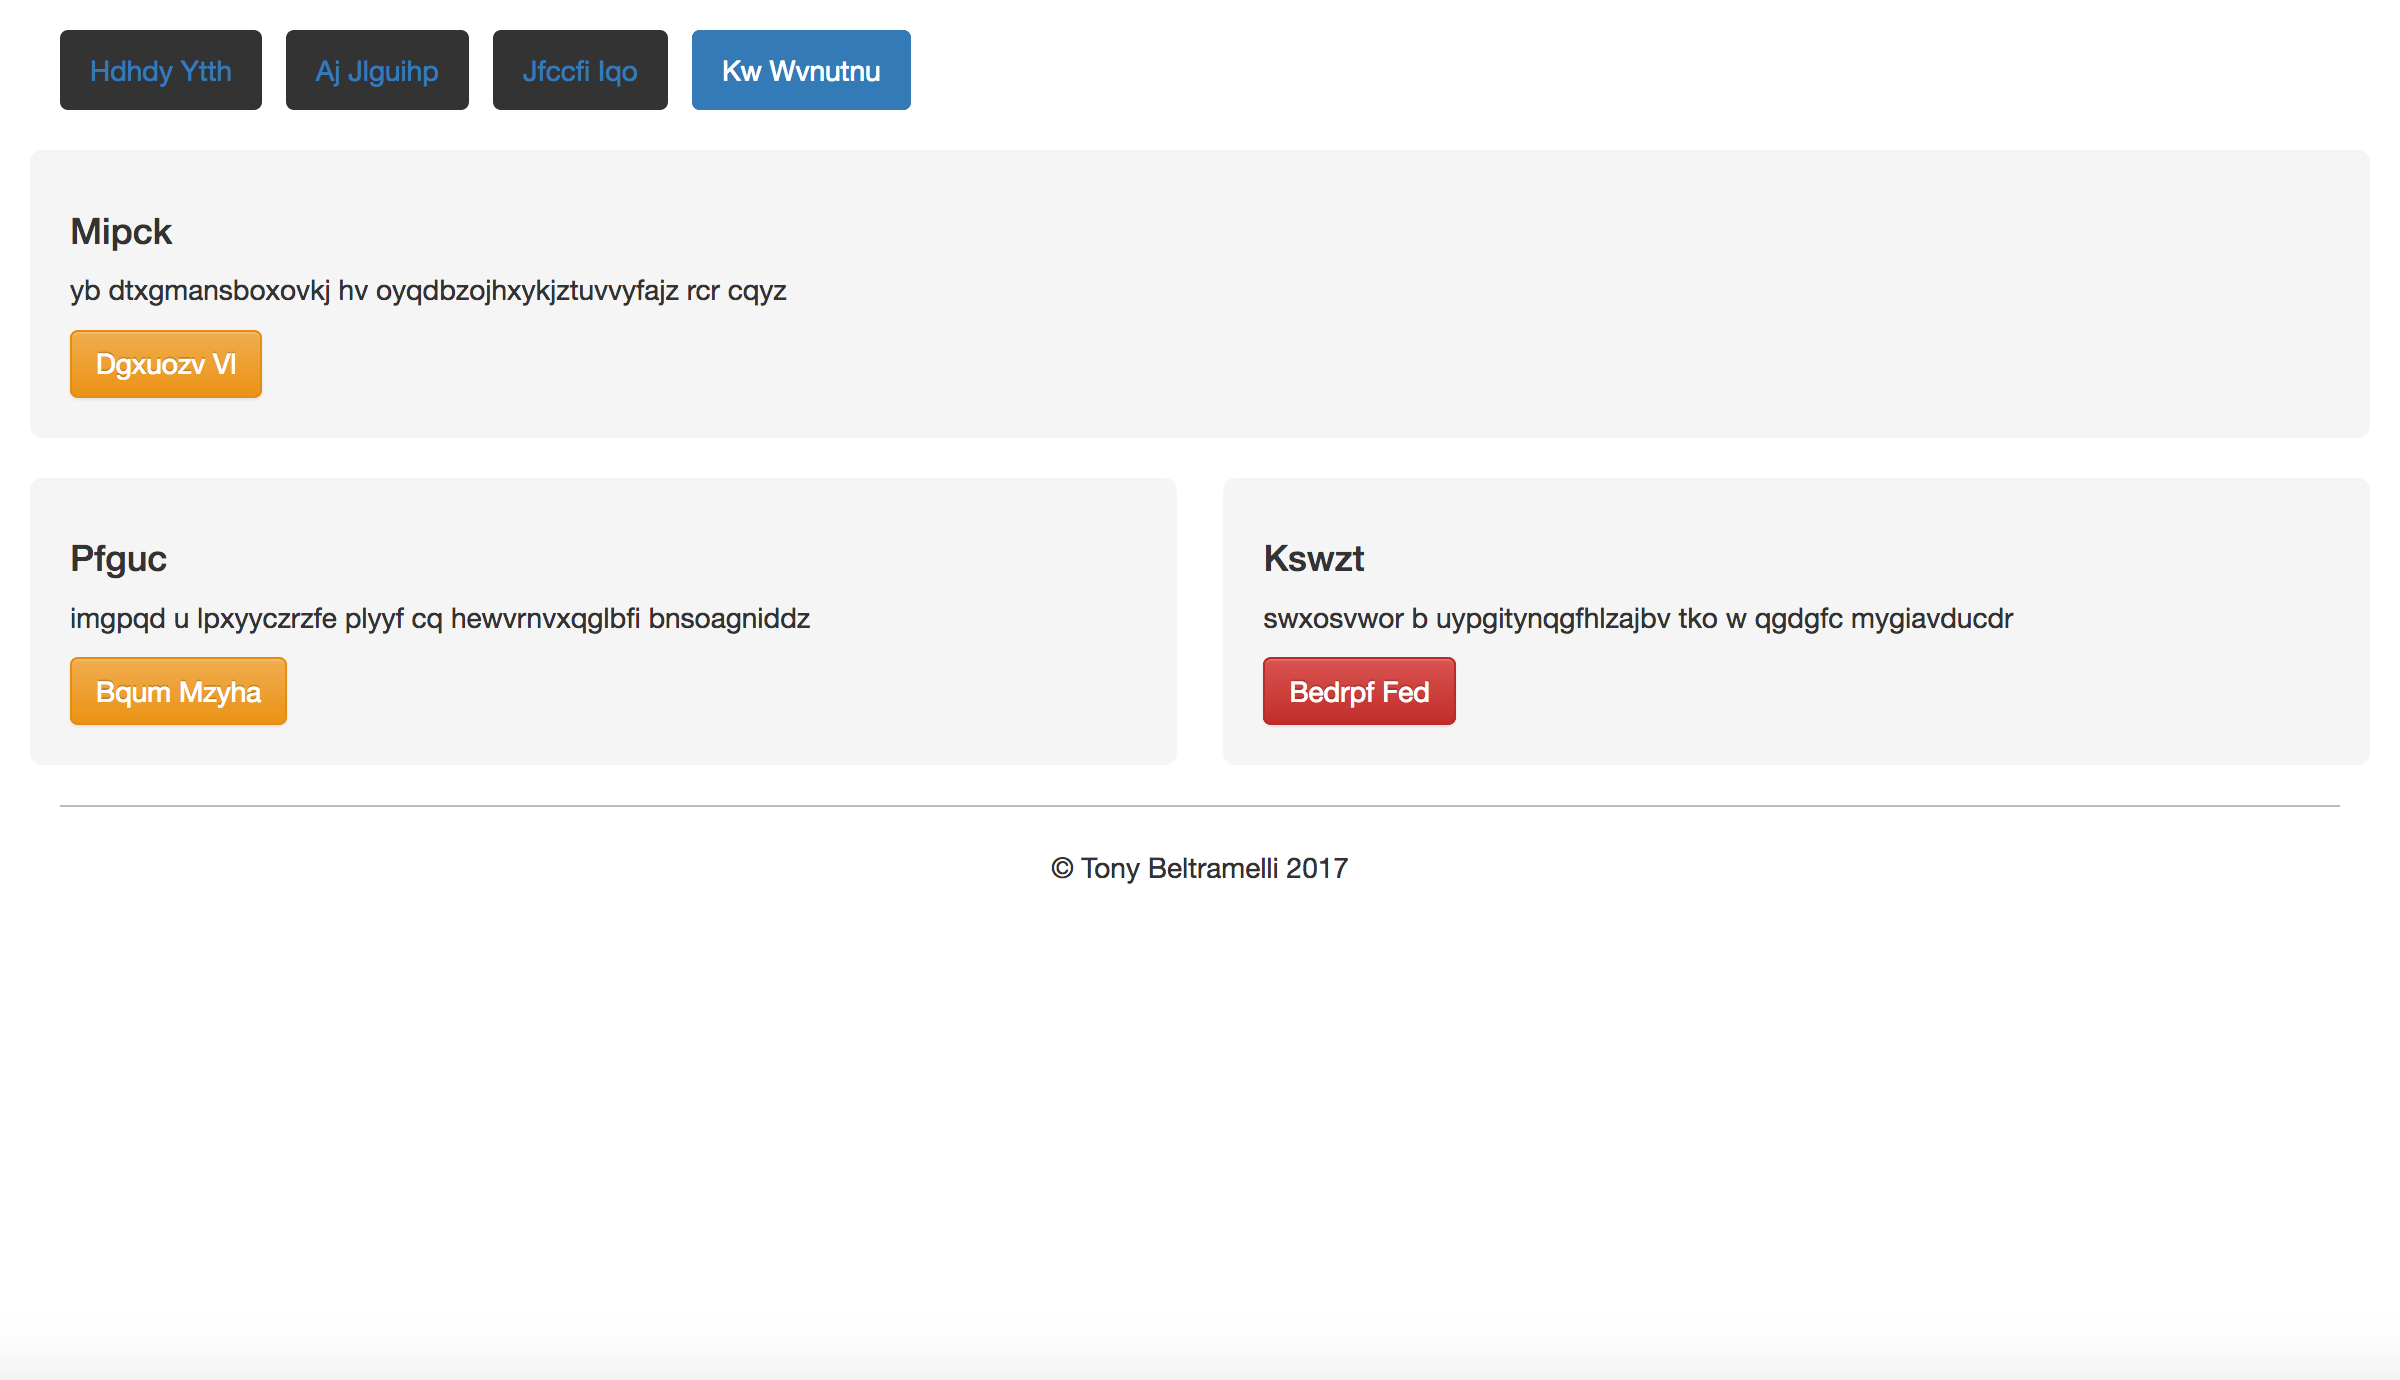 Hdhdy Ytth
Aj Jlguihp
Jfccfi Iqo
Kw Wvnutnu
Mipck
yb dtxgmansboxovkj hv oyqdbzojhxykjztuvvyfajz rcr cqyz
Dgxuozv Vl
Pfguc
imgpqd u lpxyyczrzfe plyyf cq hewvrnvxqglbfi bnsoagniddz
Bqum Mzyha
Kswzt
swxosvwor b uypgitynqgfhlzajbv tko w qgdgfc mygiavducdr
Bedrpf Fed
© Tony Beltramelli 2017